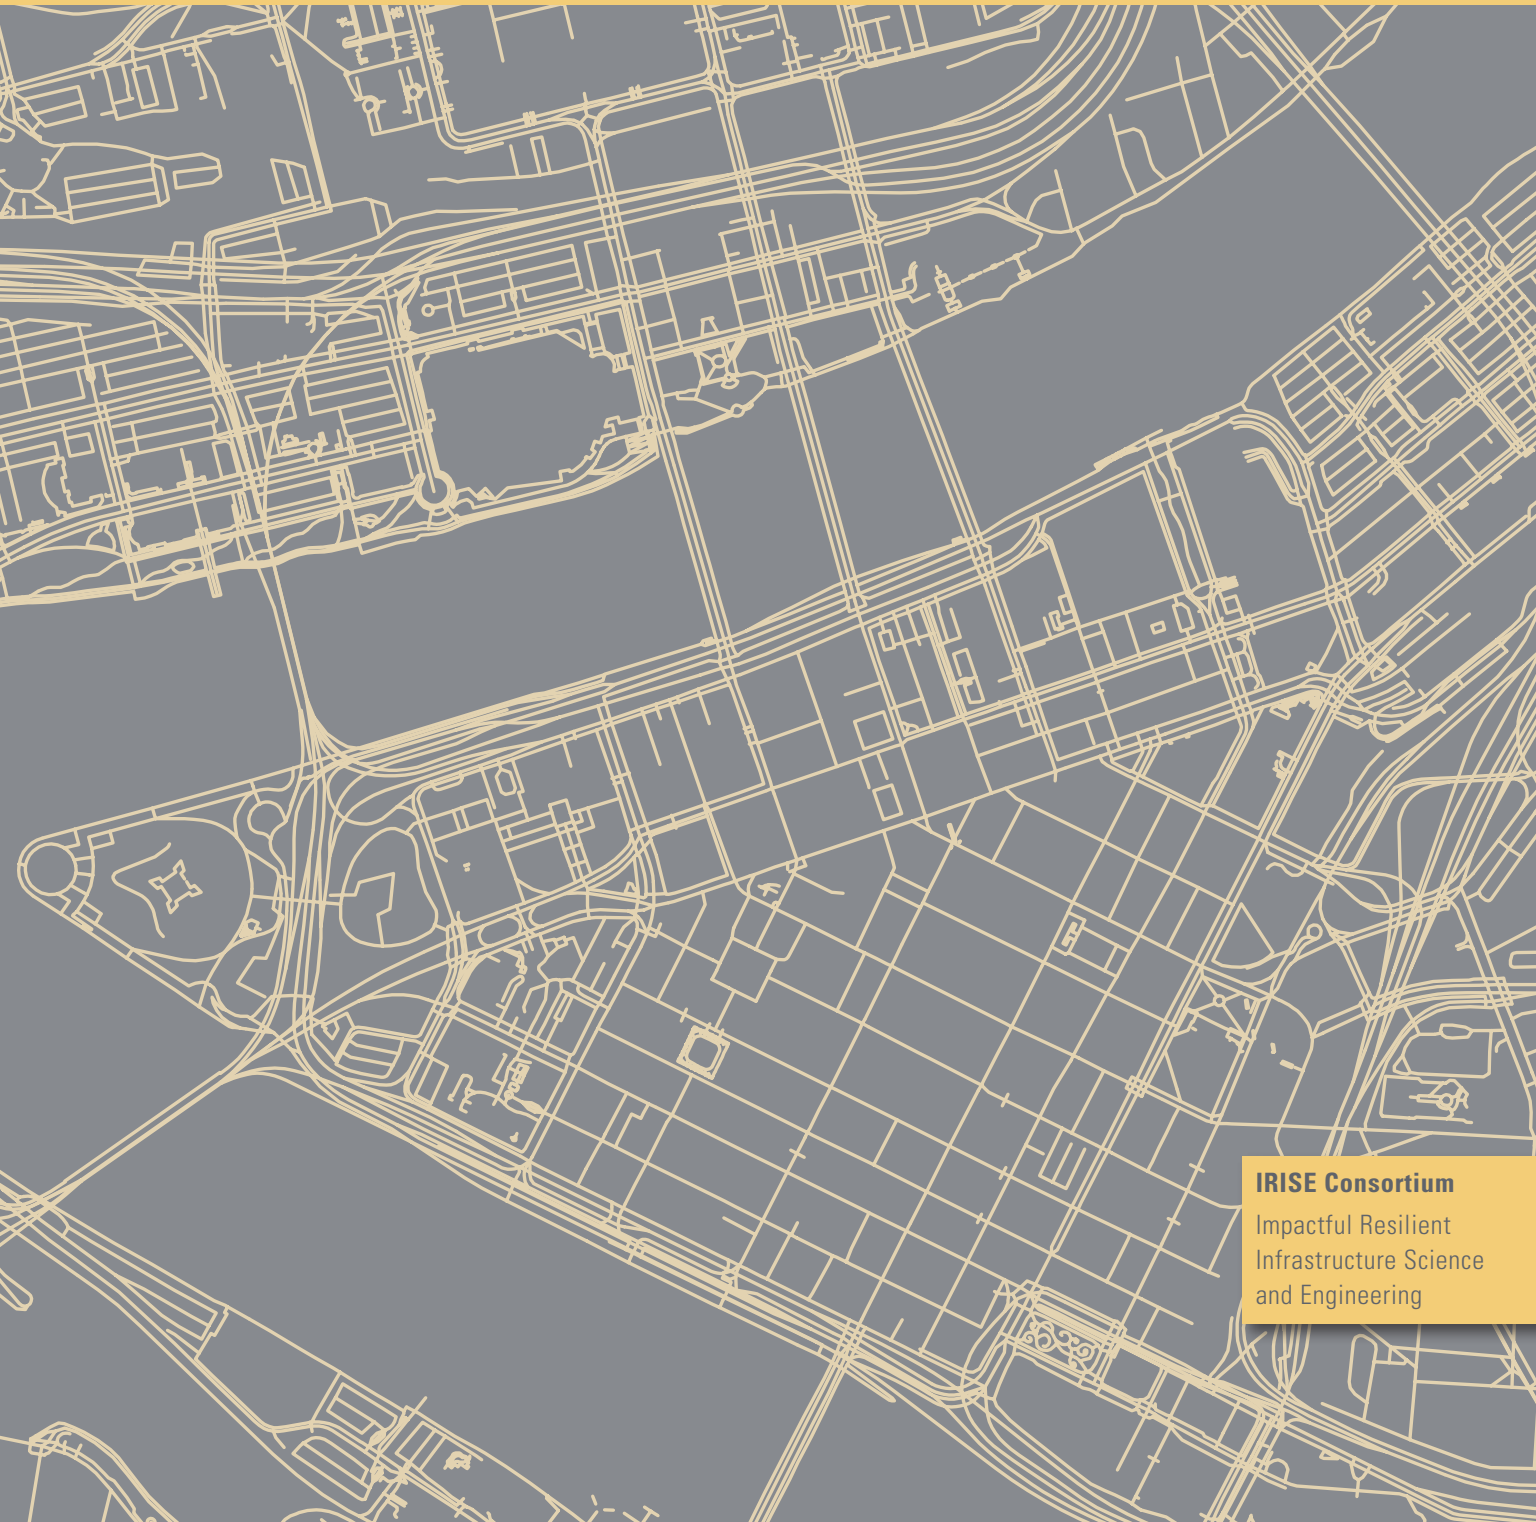 IRISE Consortium
Impactful Resilient
Infrastructure Science
and Engineering